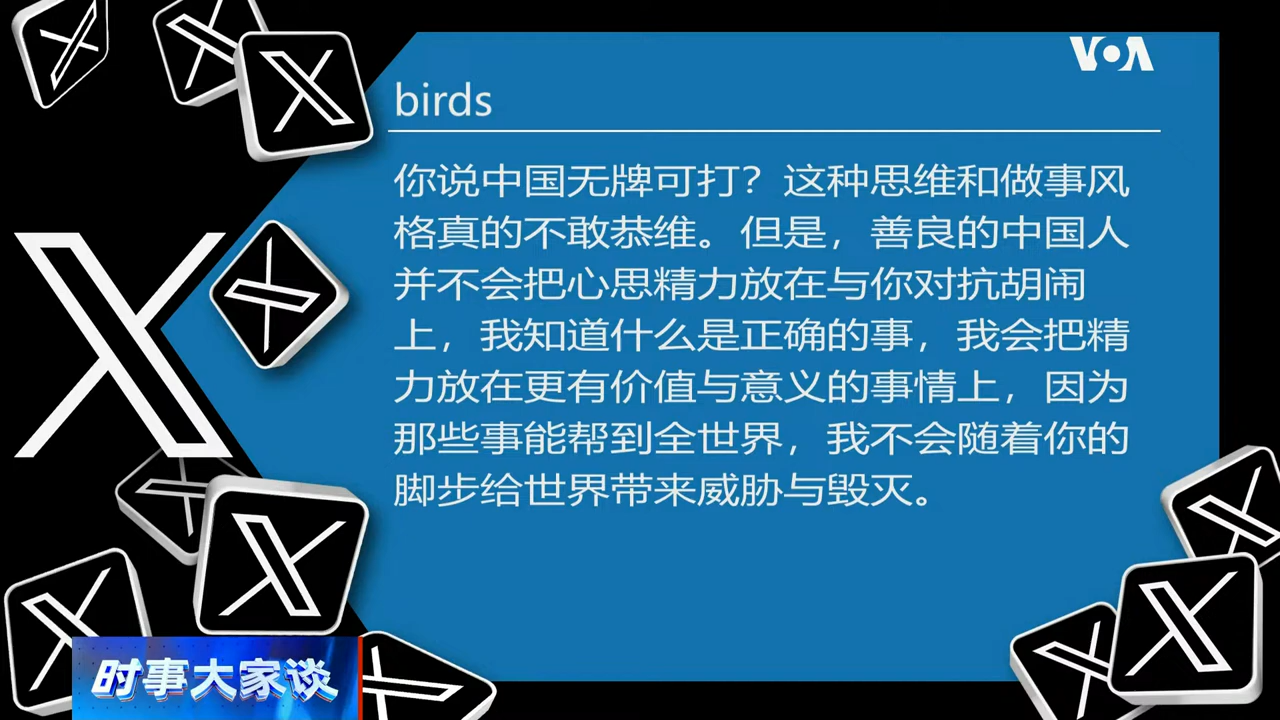 VOA
birds
你说中国无牌可打？这种思维和做事风
格真的不敢恭维。但是，善良的中国人
并不会把心思精力放在与你对抗胡闹
上，我知道什么是正确的事，我会把精
力放在更有价值与意义的事情上，因为
那些事能帮到全世界，我不会随着你的
脚步给世界带来威胁与毁灭。
时事大家谈